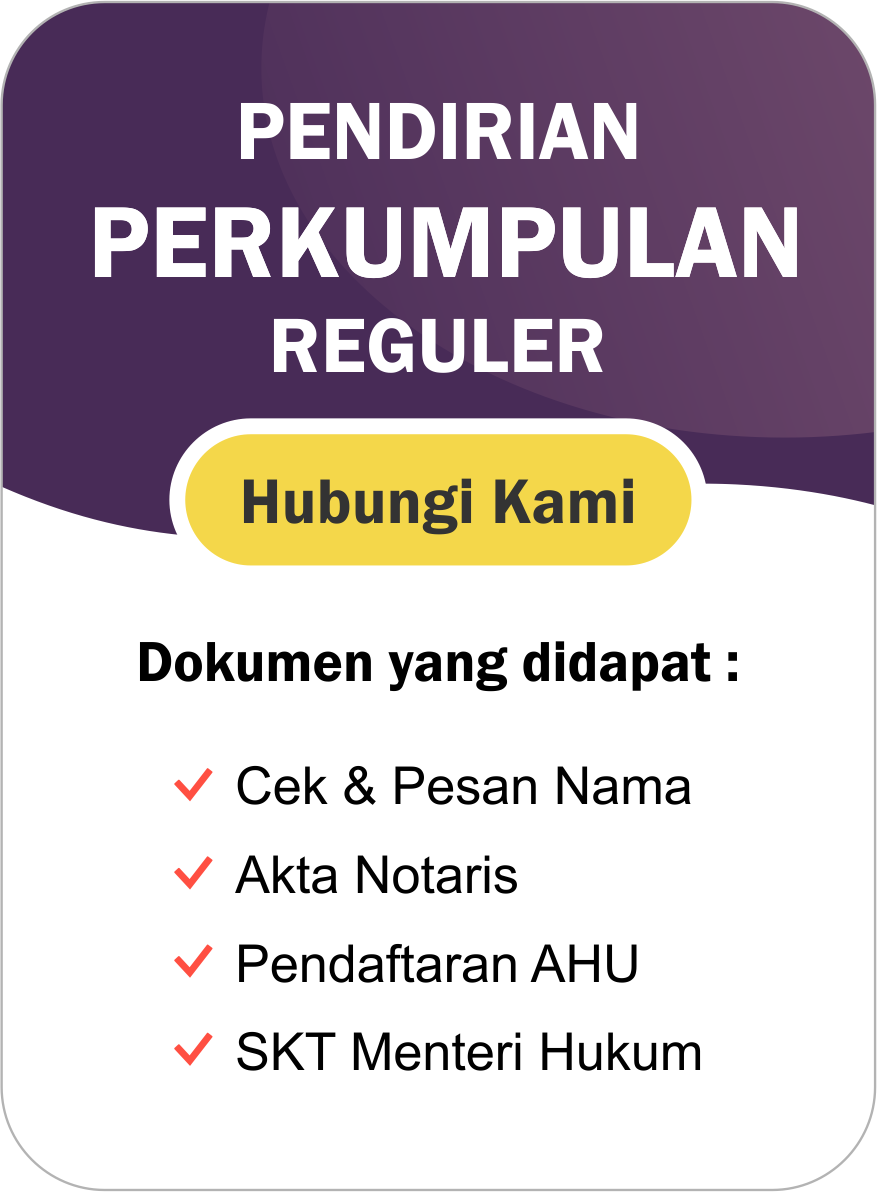 PENDIRIAN
PERKUMPULAN
REGULER
Hubungi Kami
Dokumen yang didapat :
Cek & Pesan Nama
Akta Notaris
Pendaftaran AHU
SKT Menteri Hukum